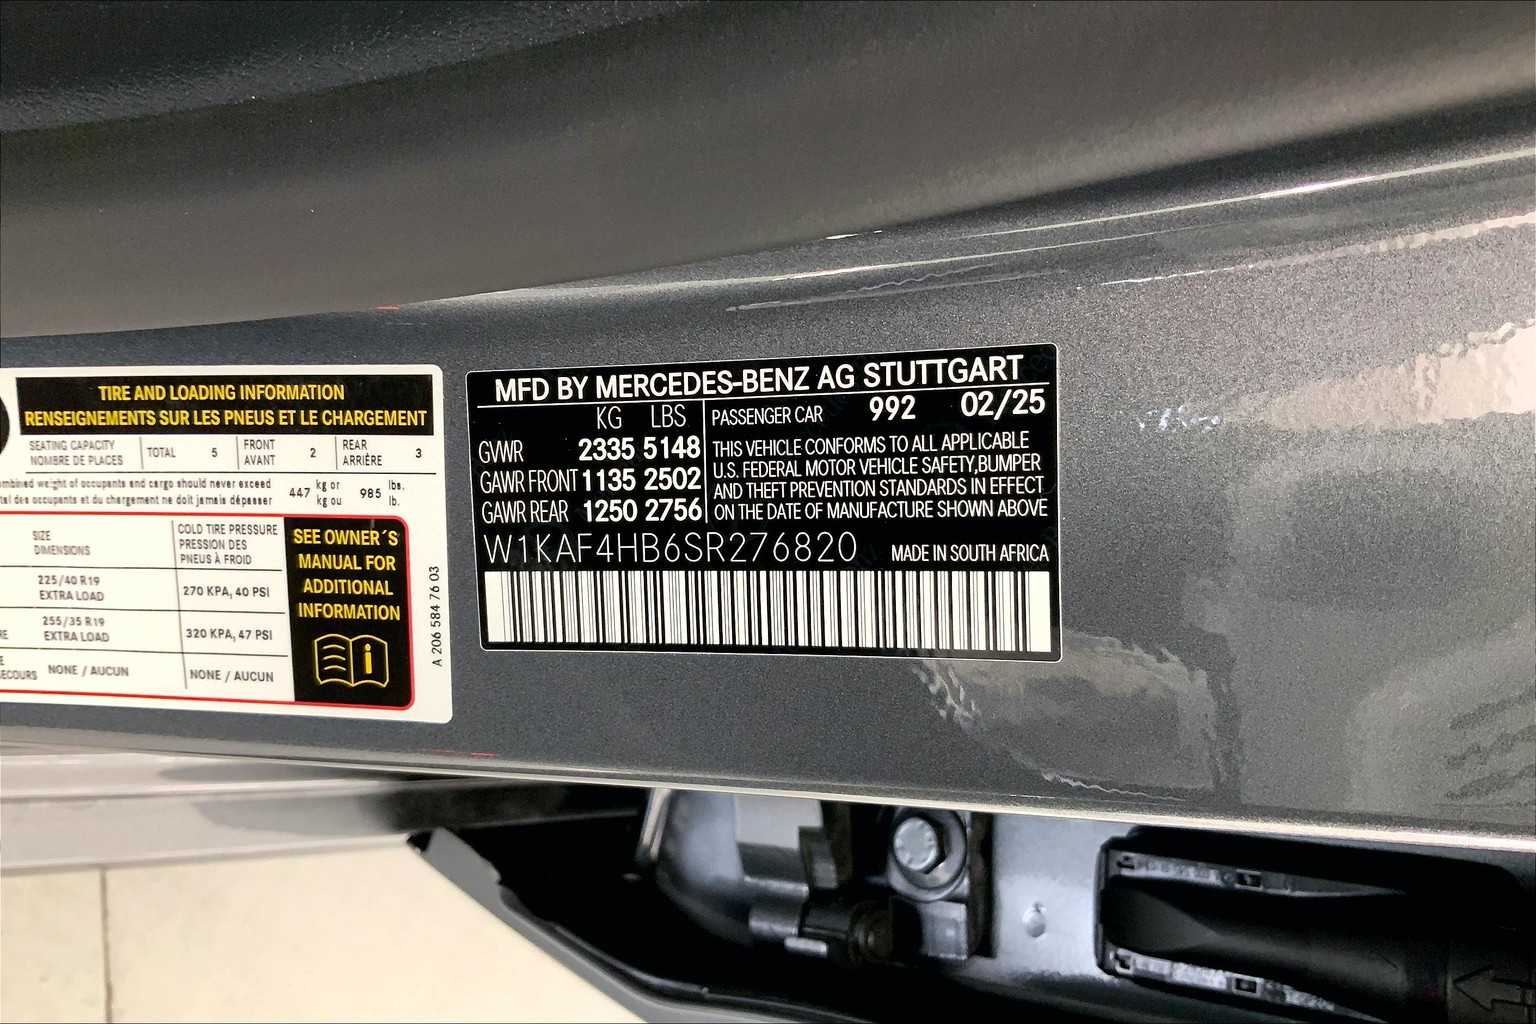 TIRE AND LOADING INFORMATION
RENSEIGNEMENTS SUR LES PNEUS ET LE CHARGEMENT
SEATING CAPACITY
NOMBRE DE PLACES
TOTAL 5
FRONT
AVANT
2
REAR
ARRIÈRE
3
weight of occupants and cargo should never exceed
des occupants et du chargement ne doit jamais dépasser
447 kg or
kg ou
985 lbs.
lb.
SIZE
DIMENSIONS
COLD TIRE PRESSURE
PRESSION DES
PNEUS À FROID
225/40 R19
EXTRA LOAD
270 KPA, 40 PSI
255/35 R19
EXTRA LOAD
320 KPA, 47 PSI
NONE / AUCUN
NONE / AUCUN
SEE OWNER´S
MANUAL FOR
ADDITIONAL
INFORMATION
A 206 584 76 03
MFD BY MERCEDES-BENZ AG STUTTGART
KG LBS
GVWR 2335 5148
GAWR FRONT 1135 2502
GAWR REAR 1250 2756
PASSENGER CAR 992 02/25
THIS VEHICLE CONFORMS TO ALL APPLICABLE
U.S. FEDERAL MOTOR VEHICLE SAFETY,BUMPER
AND THEFT PREVENTION STANDARDS IN EFFECT
ON THE DATE OF MANUFACTURE SHOWN ABOVE
W1KAF4HB6SR276820
MADE IN SOUTH AFRICA